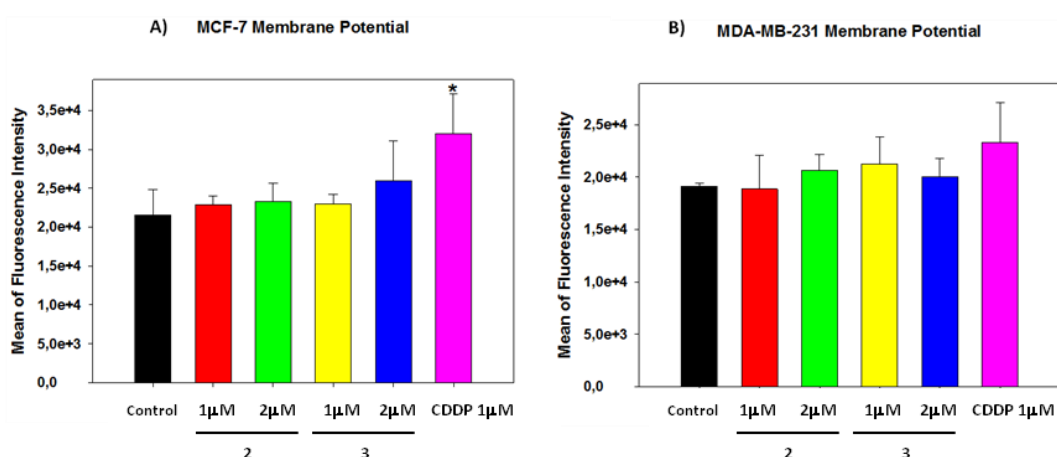 A) MCF-7 Membrane Potential
Mean of Fluorescence Intensity
3,5e+4
3,0e+4
2,5e+4
2,0e+4
1,5e+4
1,0e+4
5,0e+3
0,0
*
Control 1μM 2μM 1μM 2μM CDDP 1μM
2 3
B) MDA-MB-231 Membrane Potential
Mean of Fluorescence Intensity
2,5e+4
2,0e+4
1,5e+4
1,0e+4
5,0e+3
0,0
Control 1μM 2μM 1μM 2μM CDDP 1μM
2 3